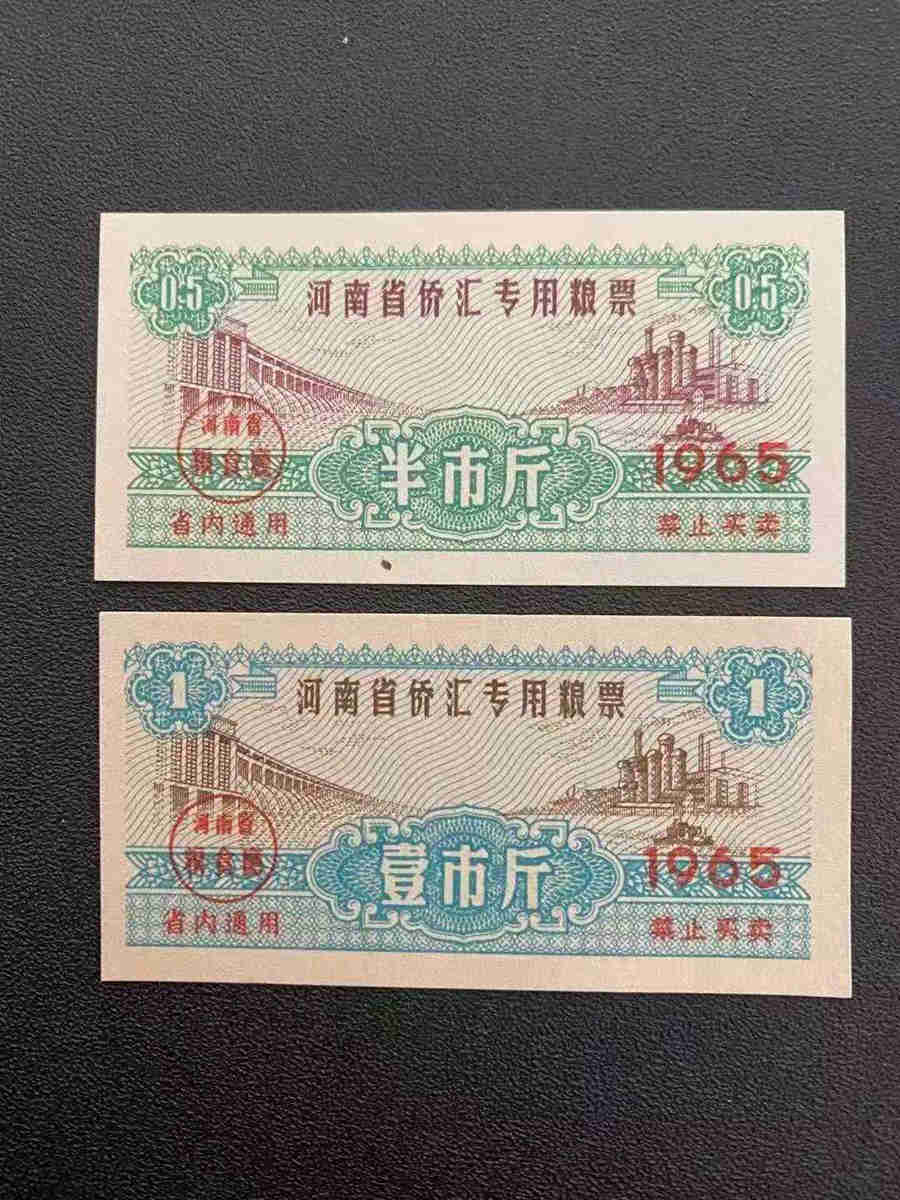 0.5
0.5
河南省侨汇专用粮票
河南省
粮食廳
半市斤
1965
省内通用
禁止买卖
1
1
河南省侨汇专用粮票
河南省
粮食廳
壹市斤
1965
省内通用
禁止买卖